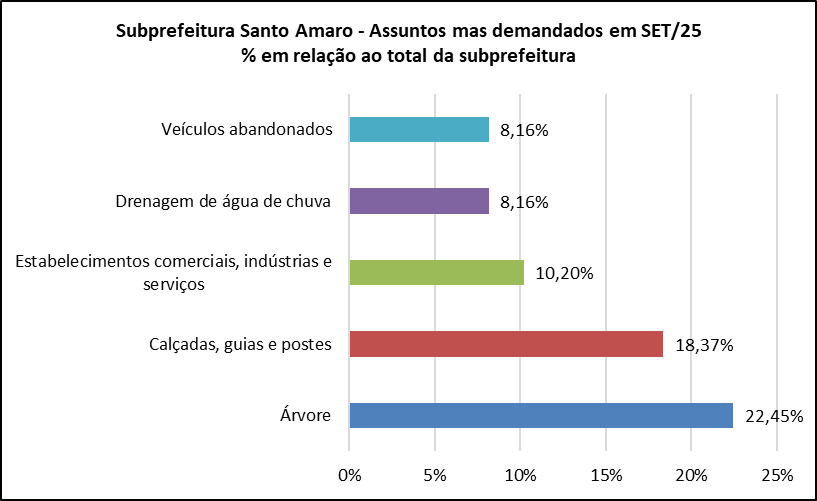 Subprefeitura Santo Amaro - Assuntos mas demandados em SET/25
% em relação ao total da subprefeitura
Veículos abandonados
8,16%
Drenagem de água de chuva
8,16%
Estabelecimentos comerciais, indústrias e
serviços
10,20%
Calçadas, guias e postes
18,37%
Árvore
22,45%
0% 5% 10% 15% 20% 25%